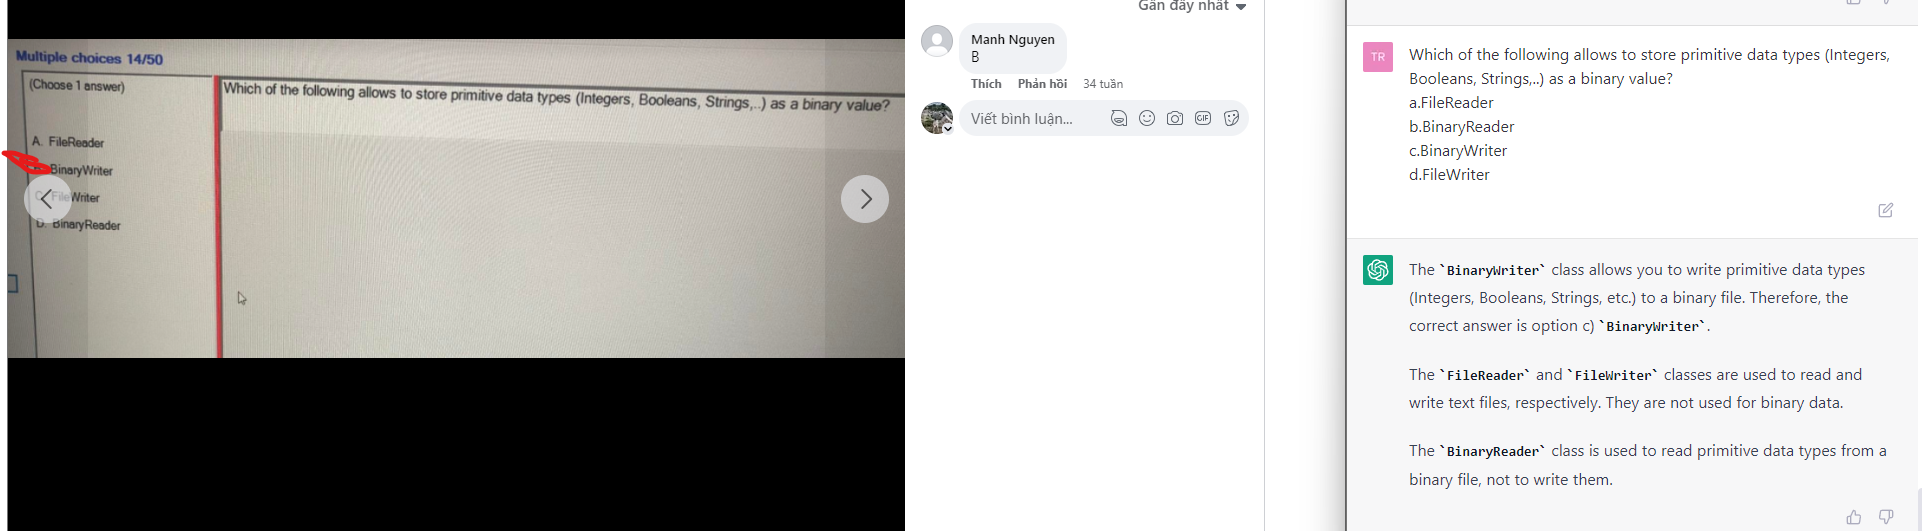 Multiple choices 14/50
(Choose 1 answer)
Which of the following allows to store primitive data types (Integers, Booleans, Strings,..) as a binary value?
A. FileReader
BinaryWriter
C. FileWriter
D. BinaryReader
Gần đây nhất
Manh Nguyen
B
Thích Phản hồi 34 tuần
Viết bình luận...
GIF
TR
Which of the following allows to store primitive data types (Integers,
Booleans, Strings,..) as a binary value?
a.FileReader
b.BinaryReader
c.BinaryWriter
d.FileWriter
The `BinaryWriter` class allows you to write primitive data types
(Integers, Booleans, Strings, etc.) to a binary file. Therefore, the
correct answer is option c) `BinaryWriter`.
The `FileReader` and `FileWriter` classes are used to read and
write text files, respectively. They are not used for binary data.
The `BinaryReader` class is used to read primitive data types from a
binary file, not to write them.